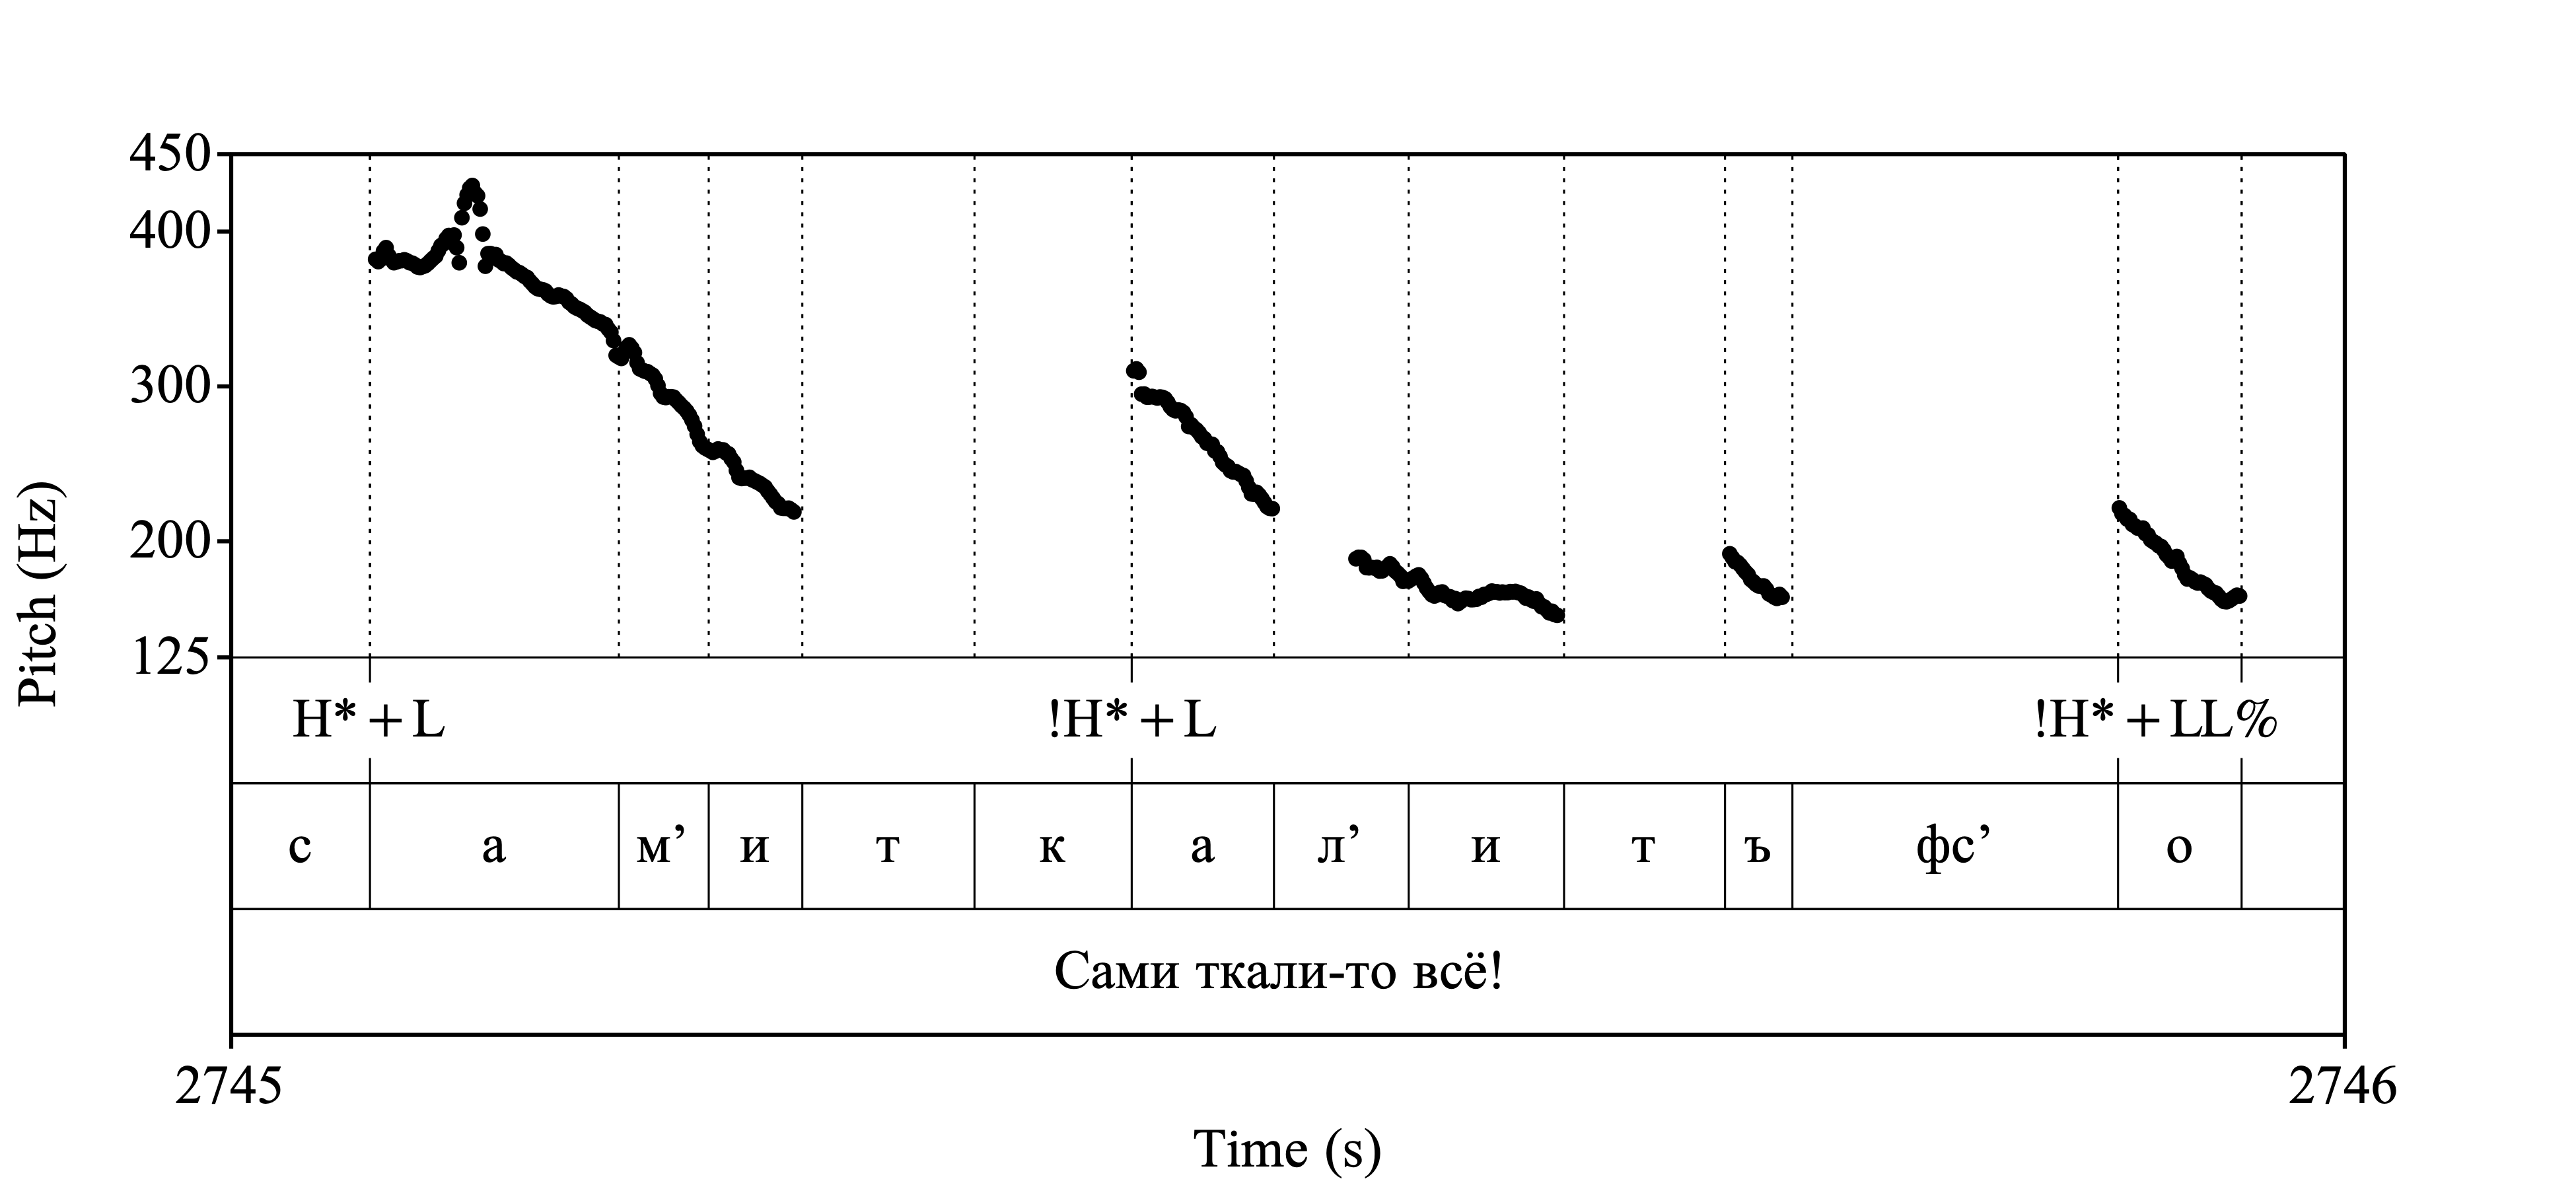 450
400
300
200
125
Pitch (Hz)
H* + L !H* + L !H* + LL%
с а м’ и т к а л’ и т ъ фс’ о
Сами ткали-то всё!
2745 2746
Time (s)